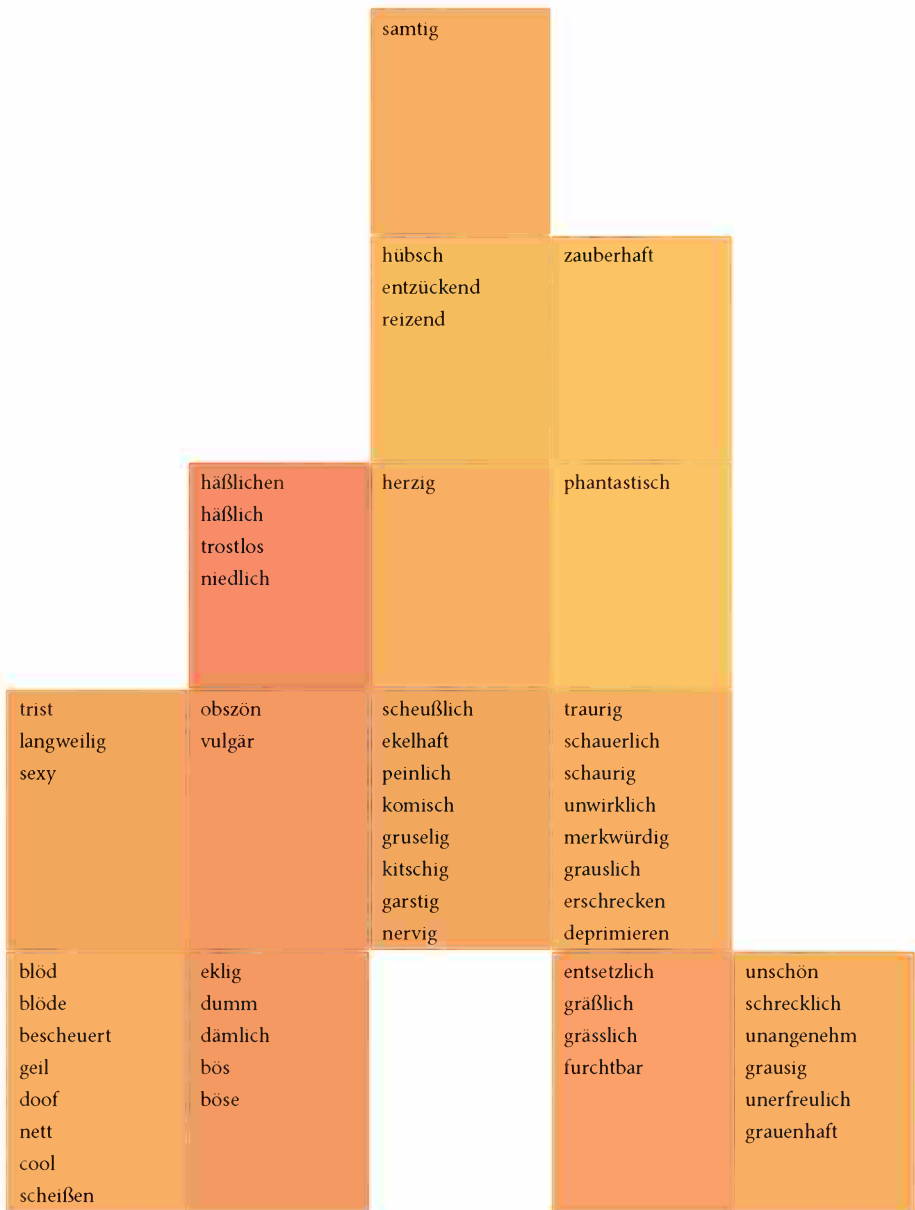 samtig
hübsch
entzückend
reizend
zauberhaft
häßlichen
häßlich
trostlos
niedlich
herzig
phantastisch
trist
langweilig
sexy
obszön
vulgär
scheußlich
ekelhaft
peinlich
komisch
gruselig
kitschig
garstig
nervig
traurig
schauerlich
schaurig
unwirklich
merkwürdig
grauslich
erschrecken
deprimieren
blöd
blöde
bescheuert
geil
doof
nett
cool
scheißen
eklig
dumm
dämlich
bös
böse
entsetzlich
gräßlich
grässlich
furchtbar
unschön
schrecklich
unangenehm
grausig
unerfreulich
grauenhaft